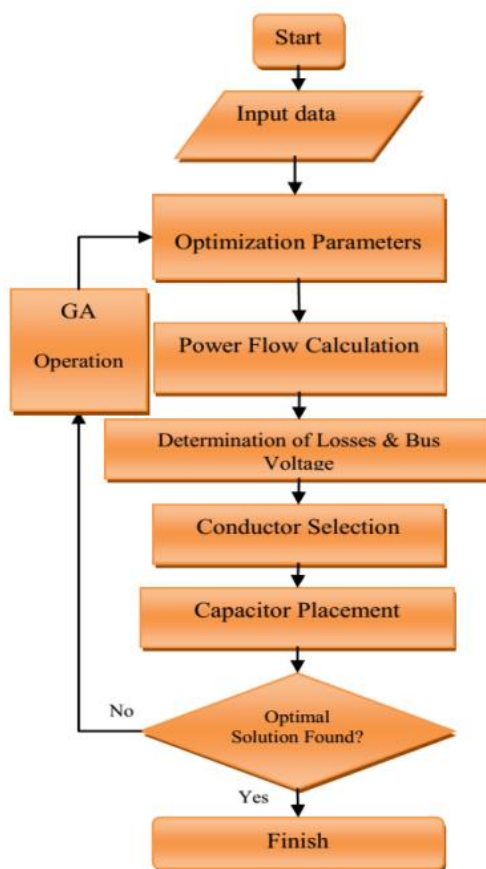 Start
Input data
Optimization Parameters
GA
Operation
Power Flow Calculation
Determination of Losses & Bus
Voltage
Conductor Selection
Capacitor Placement
No
Optimal
Solution Found?
Yes
Finish